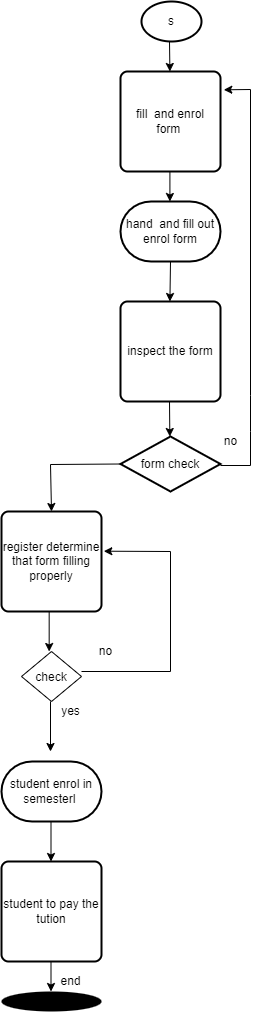 s
fill  and enrol
form
hand  and fill out
enrol form
inspect the form
form check
no
register determine
that form filling
properly
no
check
yes
student enrol in
semesterl
student to pay the
tution
end